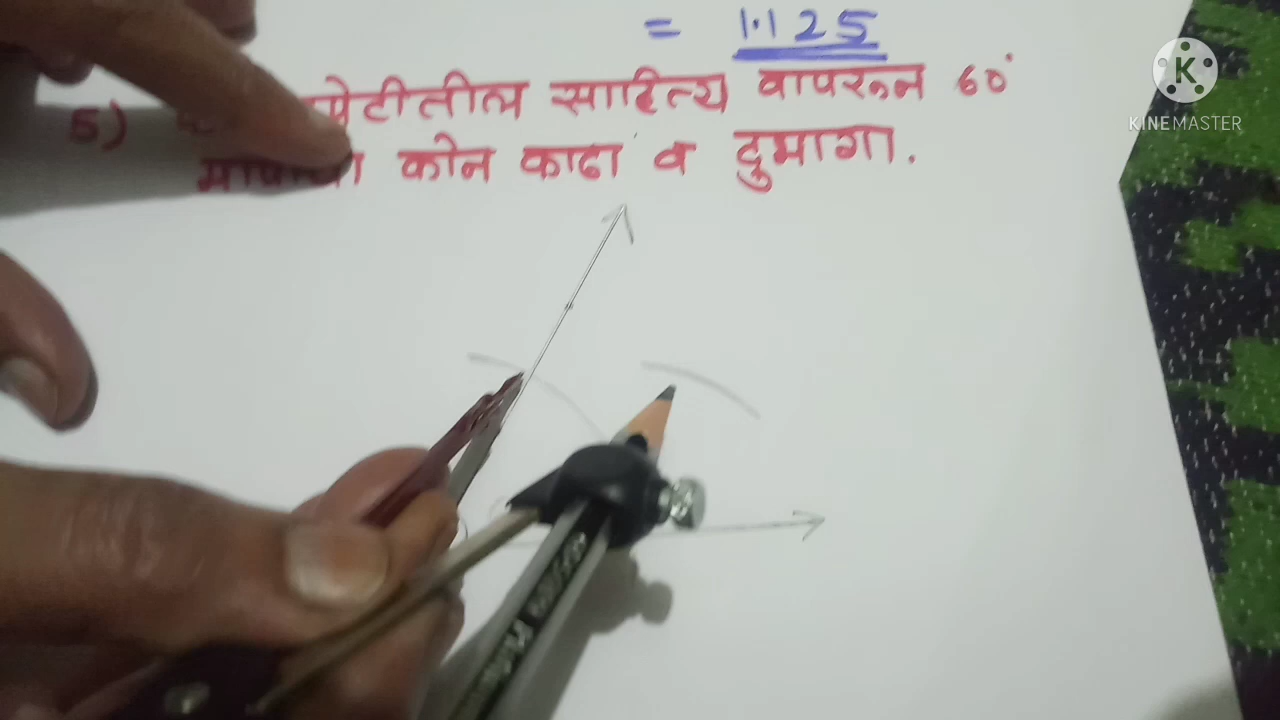 = 1.125
K
KINEMASTER
5) साहित्य वापरून 60°
कोन काढा व दुभागा.